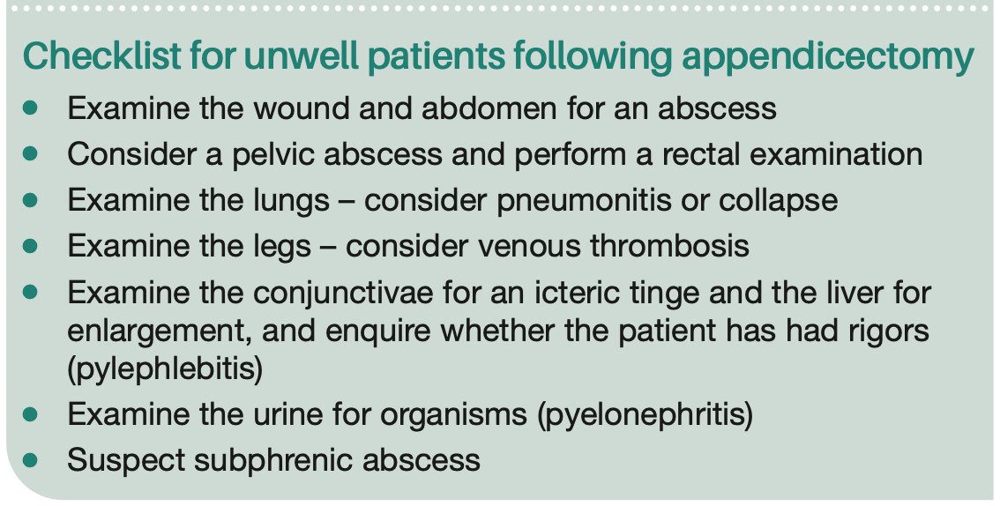 Checklist for unwell patients following appendicectomy
● Examine the wound and abdomen for an abscess
● Consider a pelvic abscess and perform a rectal examination
● Examine the lungs – consider pneumonitis or collapse
● Examine the legs – consider venous thrombosis
● Examine the conjunctivae for an icteric tinge and the liver for
enlargement, and enquire whether the patient has had rigors
(pylephlebitis)
● Examine the urine for organisms (pyelonephritis)
● Suspect subphrenic abscess